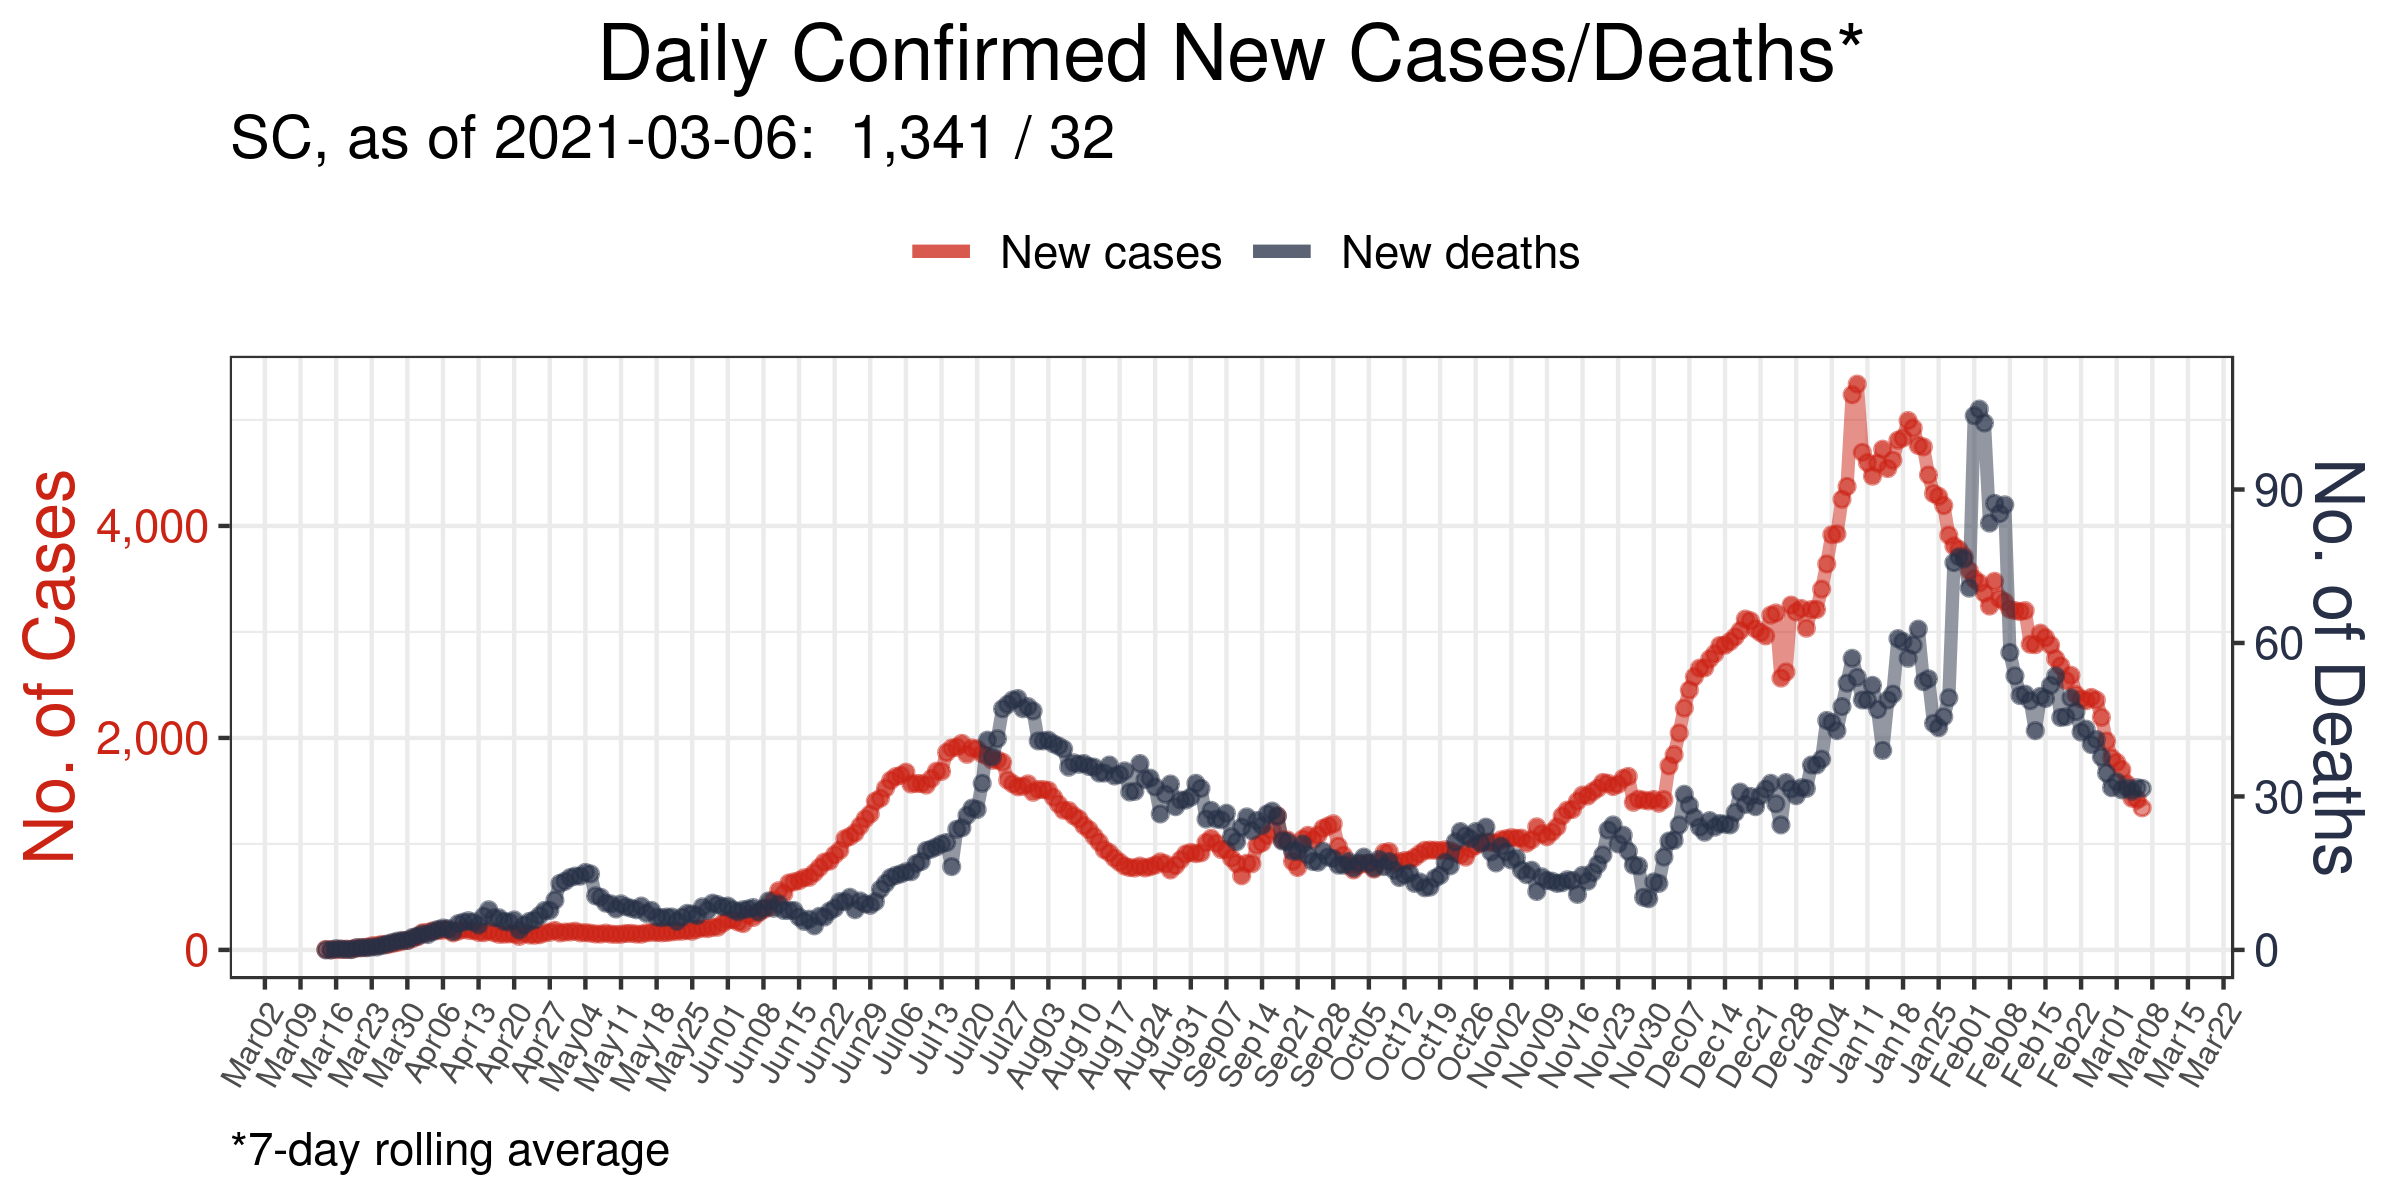 Daily Confirmed New Cases/Deaths*
SC, as of 2021-03-06:  1,341 / 32
New cases
New deaths
No. of Cases
4,000
2,000
0
90
60
30
0
No. of Deaths
Mar02
Mar09
Mar16
Mar23
Mar30
Apr06
Apr13
Apr20
Apr27
May04
May11
May18
May25
Jun01
Jun08
Jun15
Jun22
Jun29
Jul06
Jul13
Jul20
Jul27
Aug03
Aug10
Aug17
Aug24
Aug31
Sep07
Sep14
Sep21
Sep28
Oct05
Oct12
Oct19
Oct26
Nov02
Nov09
Nov16
Nov23
Nov30
Dec07
Dec14
Dec21
Dec28
Jan04
Jan11
Jan18
Jan25
Feb01
Feb08
Feb15
Feb22
Mar01
Mar08
Mar15
Mar22
*7-day rolling average